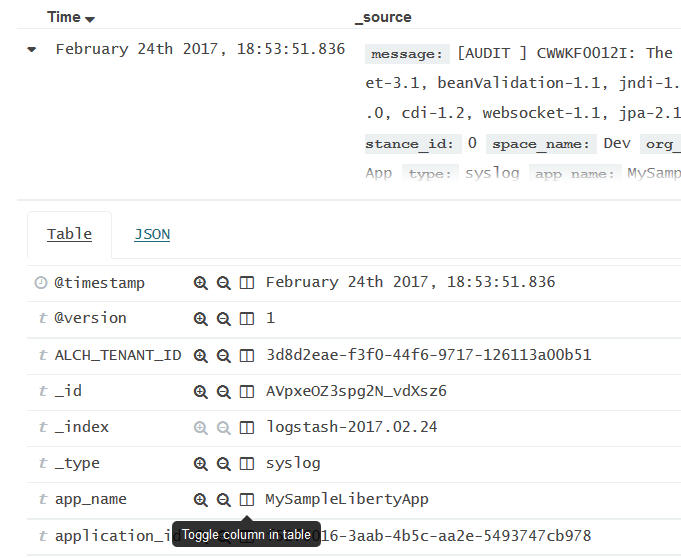 Time _source
February 24th 2017, 18:53:51.836 message: [AUDIT ] CWWKF0012I: The
et-3.1, beanValidation-1.1, jndi-1.
.0, cdi-1.2, websocket-1.1, jpa-2.1
stance_id: 0 space_name: Dev org_
App type: syslog app_name: MySamp
Table JSON
@timestamp February 24th 2017, 18:53:51.836
t @version 1
t ALCH_TENANT_ID 3d8d2eae-f3f0-44f6-9717-126113a00b51
t _id AVpxeOZ3spg2N_vdXsz6
t _index logstash-2017.02.24
t _type syslog
t app_name MySampleLibertyApp
t application_id 016-3aab-4b5c-aa2e-5493747cb978
Toggle column in table